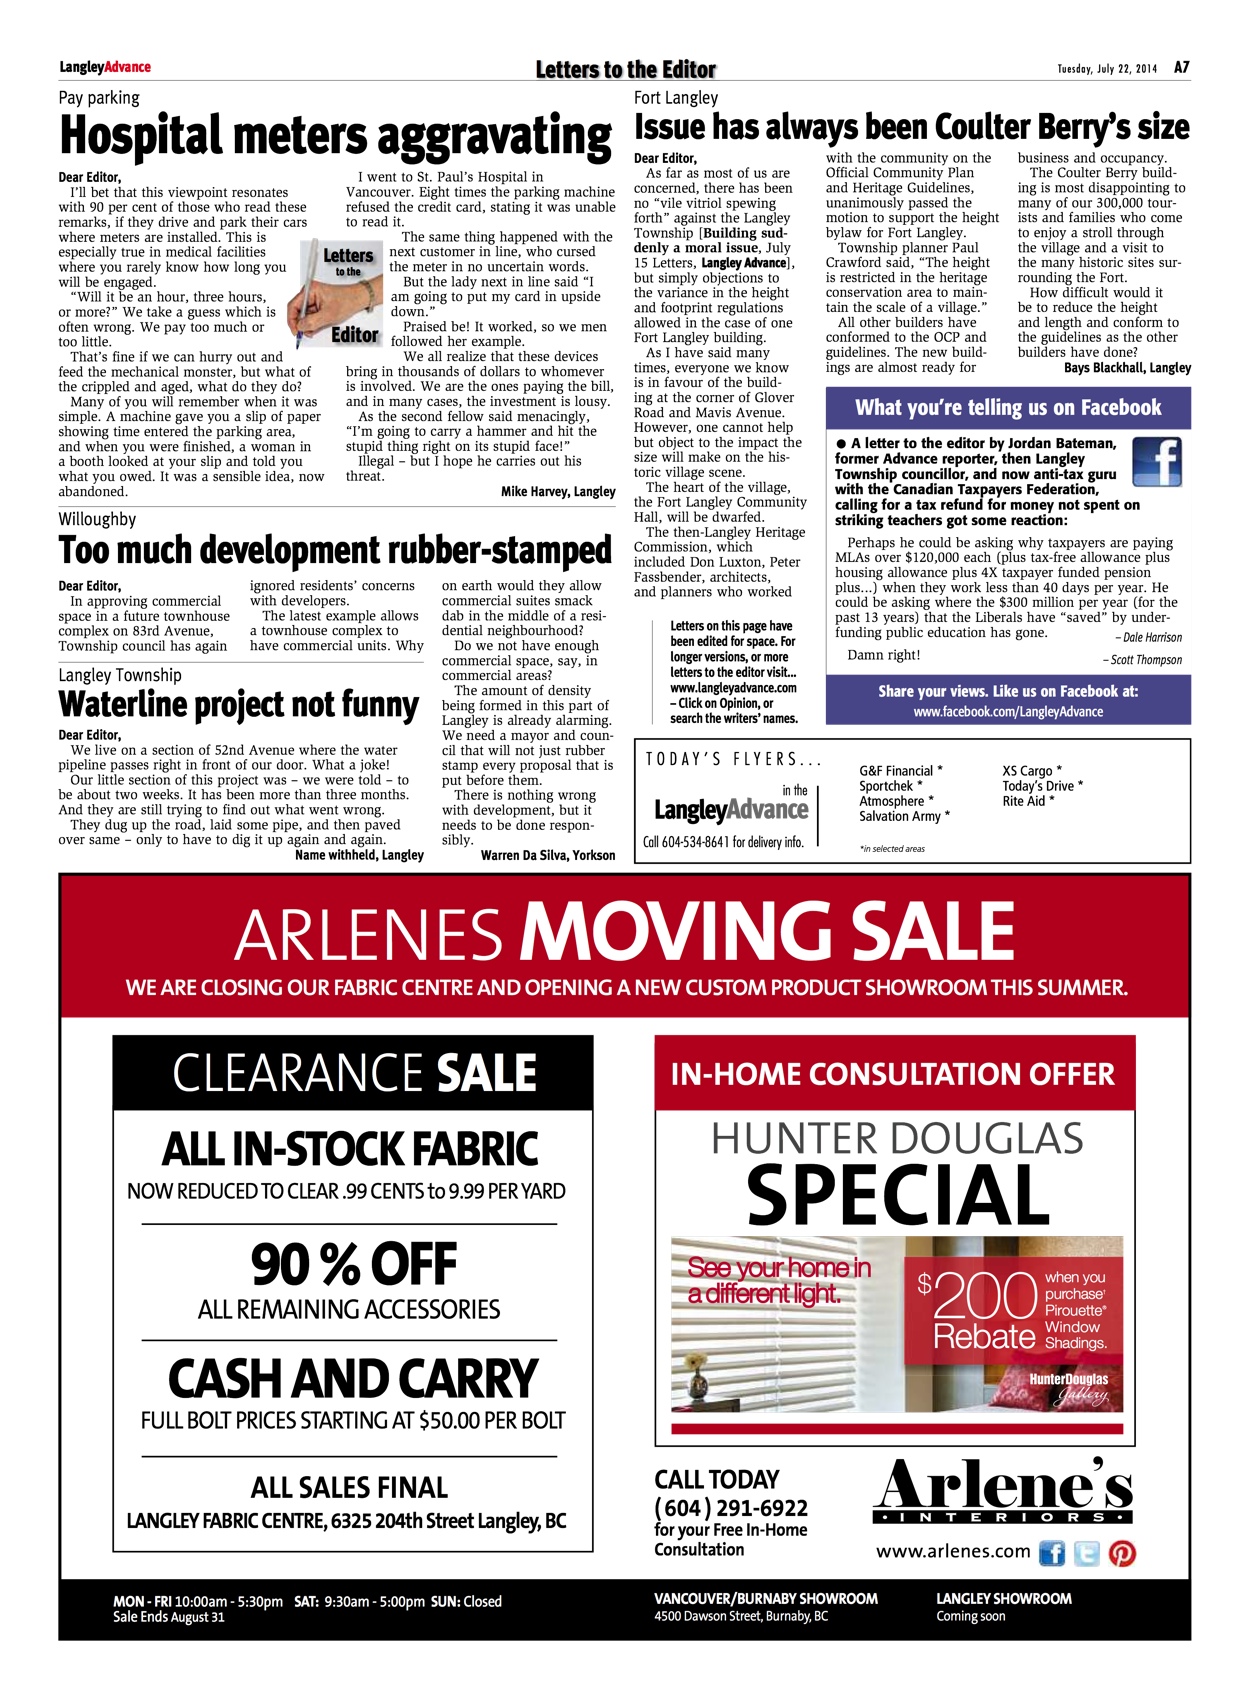 LangleyAdvance
Letters to the Editor
Tuesday, July 22, 2014 A7
Pay parking
Hospital meters aggravating
Dear Editor,
I'll bet that this viewpoint resonates
with 90 per cent of those who read these
remarks, if they drive and park their cars
where meters are installed. This is
especially true in medical facilities
where you rarely know how long you
will be engaged.
“Will it be an hour, three hours,
or more?” We take a guess which is
often wrong. We pay too much or
too little.
That’s fine if we can hurry out and
feed the mechanical monster, but what of
the crippled and aged, what do they do?
Many of you will remember when it was
simple. A machine gave you a slip of paper
showing time entered the parking area,
and when you were finished, a woman in
a booth looked at your slip and told you
what you owed. It was a sensible idea, now
abandoned.
I went to St. Paul’s Hospital in
Vancouver. Eight times the parking machine
refused the credit card, stating it was unable
to read it.
The same thing happened with the
next customer in line, who cursed
the meter in no uncertain words.
But the lady next in line said “I
am going to put my card in upside
down.”
Praised be! It worked, so we men
followed her example.
We all realize that these devices
bring in thousands of dollars to whomever
is involved. We are the ones paying the bill,
and in many cases, the investment is lousy.
As the second fellow said menacingly,
“I’m going to carry a hammer and hit the
stupid thing right on its stupid face!”
Illegal – but I hope he carries out his
threat.
Mike Harvey, Langley
Letters
to the
Editor
Willoughby
Too much development rubber-stamped
Dear Editor,
In approving commercial
space in a future townhouse
complex on 83rd Avenue,
Township council has again
ignored residents’ concerns
with developers.
The latest example allows
a townhouse complex to
have commercial units. Why
on earth would they allow
commercial suites smack
dab in the middle of a resi-
dential neighbourhood?
Do we not have enough
commercial space, say, in
commercial areas?
The amount of density
being formed in this part of
Langley is already alarming.
We need a mayor and coun-
cil that will not just rubber
stamp every proposal that is
put before them.
There is nothing wrong
with development, but it
needs to be done respon-
sibly.
Warren Da Silva, Yorkson
Langley Township
Waterline project not funny
Dear Editor,
We live on a section of 52nd Avenue where the water
pipeline passes right in front of our door. What a joke!
Our little section of this project was – we were told – to
be about two weeks. It has been more than three months.
And they are still trying to find out what went wrong.
They dug up the road, laid some pipe, and then paved
over same – only to have to dig it up again and again.
Name withheld, Langley
Fort Langley
Issue has always been Coulter Berry’s size
Dear Editor,
As far as most of us are
concerned, there has been
no “vile vitriol spewing
forth” against the Langley
Township [Building sud-
denly a moral issue, July
15 Letters, Langley Advance],
but simply objections to
the variance in the height
and footprint regulations
allowed in the case of one
Fort Langley building.
As I have said many
times, everyone we know
is in favour of the build-
ing at the corner of Glover
Road and Mavis Avenue.
However, one cannot help
but object to the impact the
size will make on the his-
toric village scene.
The heart of the village,
the Fort Langley Community
Hall, will be dwarfed.
The then-Langley Heritage
Commission, which
included Don Luxton, Peter
Fassbender, architects,
and planners who worked
with the community on the
Official Community Plan
and Heritage Guidelines,
unanimously passed the
motion to support the height
bylaw for Fort Langley.
Township planner Paul
Crawford said, “The height
is restricted in the heritage
conservation area to main-
tain the scale of a village.”
All other builders have
conformed to the OCP and
guidelines. The new build-
ings are almost ready for
business and occupancy.
The Coulter Berry build-
ing is most disappointing to
many of our 300,000 tour-
ists and families who come
to enjoy a stroll through
the village and a visit to
the many historic sites sur-
rounding the Fort.
How difficult would it
be to reduce the height
and length and conform to
the guidelines as the other
builders have done?
Bays Blackhall, Langley
Letters on this page have
been edited for space. For
longer versions, or more
letters to the editor visit...
www.langleyadvance.com
– Click on Opinion, or
search the writers’ names.
What you’re telling us on Facebook
● A letter to the editor by Jordan Bateman,
former Advance reporter, then Langley
Township councillor, and now anti-tax guru
with the Canadian Taxpayers Federation,
calling for a tax refund for money not spent on
striking teachers got some reaction:
Perhaps he could be asking why taxpayers are paying
MLAs over $120,000 each (plus tax-free allowance plus
housing allowance plus 4X taxpayer funded pension
plus...) when they work less than 40 days per year. He
could be asking where the $300 million per year (for the
past 13 years) that the Liberals have “saved” by under-
funding public education has gone.
– Dale Harrison
Damn right!
– Scott Thompson
Share your views. Like us on Facebook at:
www.facebook.com/LangleyAdvance
TODAY’S FLYERS...
in the
LangleyAdvance
Call 604-534-8641 for delivery info.
G&F Financial *
Sportchek *
Atmosphere *
Salvation Army *
XS Cargo *
Today’s Drive *
Rite Aid *
*in selected areas
ARLENES MOVING SALE
WE ARE CLOSING OUR FABRIC CENTRE AND OPENING A NEW CUSTOM PRODUCT SHOWROOM THIS SUMMER.
CLEARANCE SALE
ALL IN-STOCK FABRIC
NOW REDUCED TO CLEAR .99 CENTS to 9.99 PER YARD
90 % OFF
ALL REMAINING ACCESSORIES
CASH AND CARRY
FULL BOLT PRICES STARTING AT $50.00 PER BOLT
ALL SALES FINAL
LANGLEY FABRIC CENTRE, 6325 204th Street Langley, BC
IN-HOME CONSULTATION OFFER
HUNTER DOUGLAS
SPECIAL
See your home in
a different light.
$200
Rebate
when you
purchase†
Pirouette®
Window
Shadings.
HunterDouglas
Gallery
CALL TODAY
( 604 ) 291-6922
for your Free In-Home
Consultation
Arlene’s
• INTERIORS •
www.arlenes.com
MON - FRI 10:00am - 5:30pm SAT: 9:30am - 5:00pm SUN: Closed
Sale Ends August 31
VANCOUVER/BURNABY SHOWROOM
4500 Dawson Street, Burnaby, BC
LANGLEY SHOWROOM
Coming soon